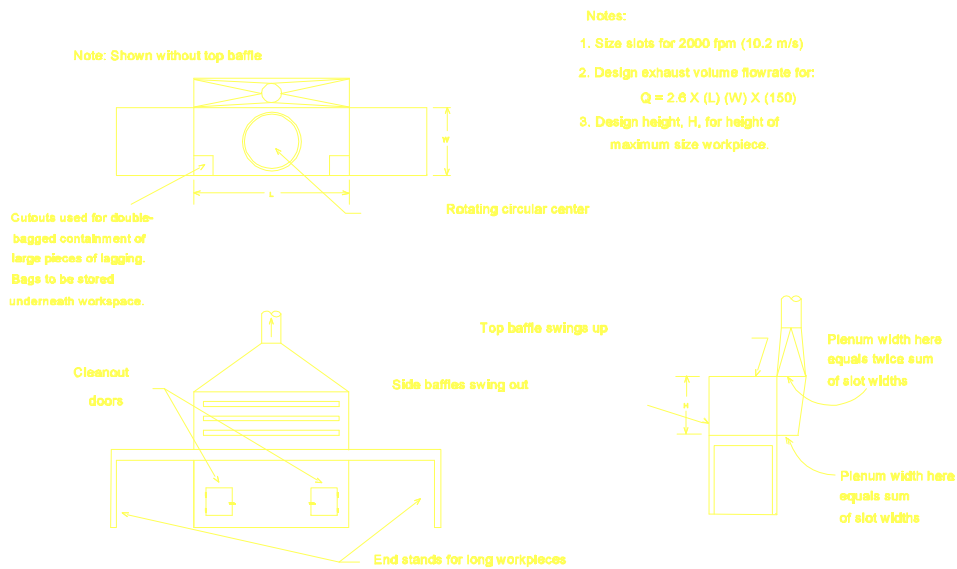 Notes:
Note: Shown without top baffle
1. Size slots for 2000 fpm (10.2 m/s)
2. Design exhaust volume flowrate for:
Q = 2.6 X (L) (W) X (150)
3. Design height, H, for height of
maximum size workpiece.
W
L
Rotating circular center
Cutouts used for double-
bagged containment of
large pieces of lagging.
Bags to be stored
underneath workspace.
Top baffle swings up
Plenum width here
equals twice sum
of slot widths
Cleanout
doors
Side baffles swing out
H
Plenum width here
equals sum
of slot widths
End stands for long workpieces